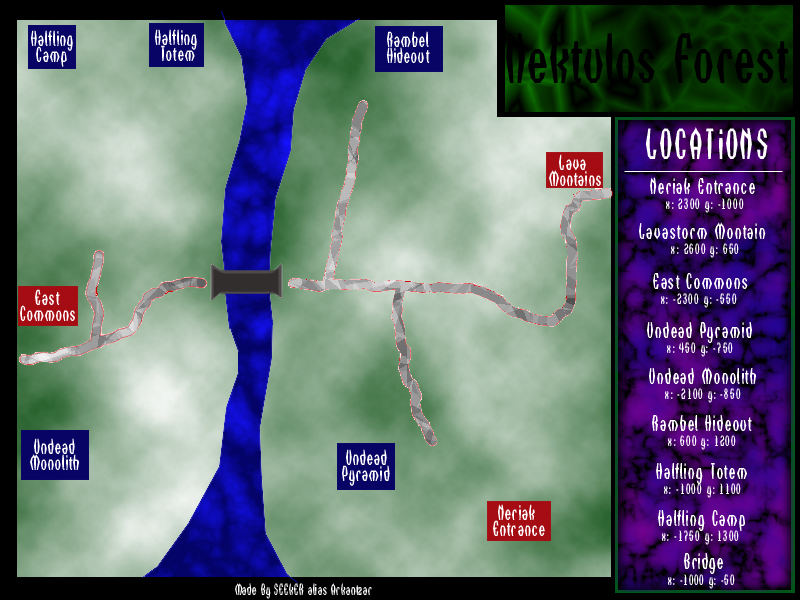 Nektulos Forest
Halfling
Camp
Halfling
Totem
Rambel
Hideout
Lava
Montains
East
Commons
Undead
Monolith
Undead
Pyramid
Neriak
Entrance
LOCATIONS
Neriak Entrance
x: 2300 y: -1000
Lavastorm Montain
x: 2600 y: 650
East Commons
x: -2300 y: -650
Undead Pyramid
x: 450 y: -750
Undead Monolith
x: -2100 y: -850
Rambel Hideout
x: 600 y: 1200
Halfling Totem
x: -1000 y: 1100
Halfling Camp
x: -1750 y: 1300
Bridge
x: -1000 y: -50
Made By SEEKER alias Arkantzar